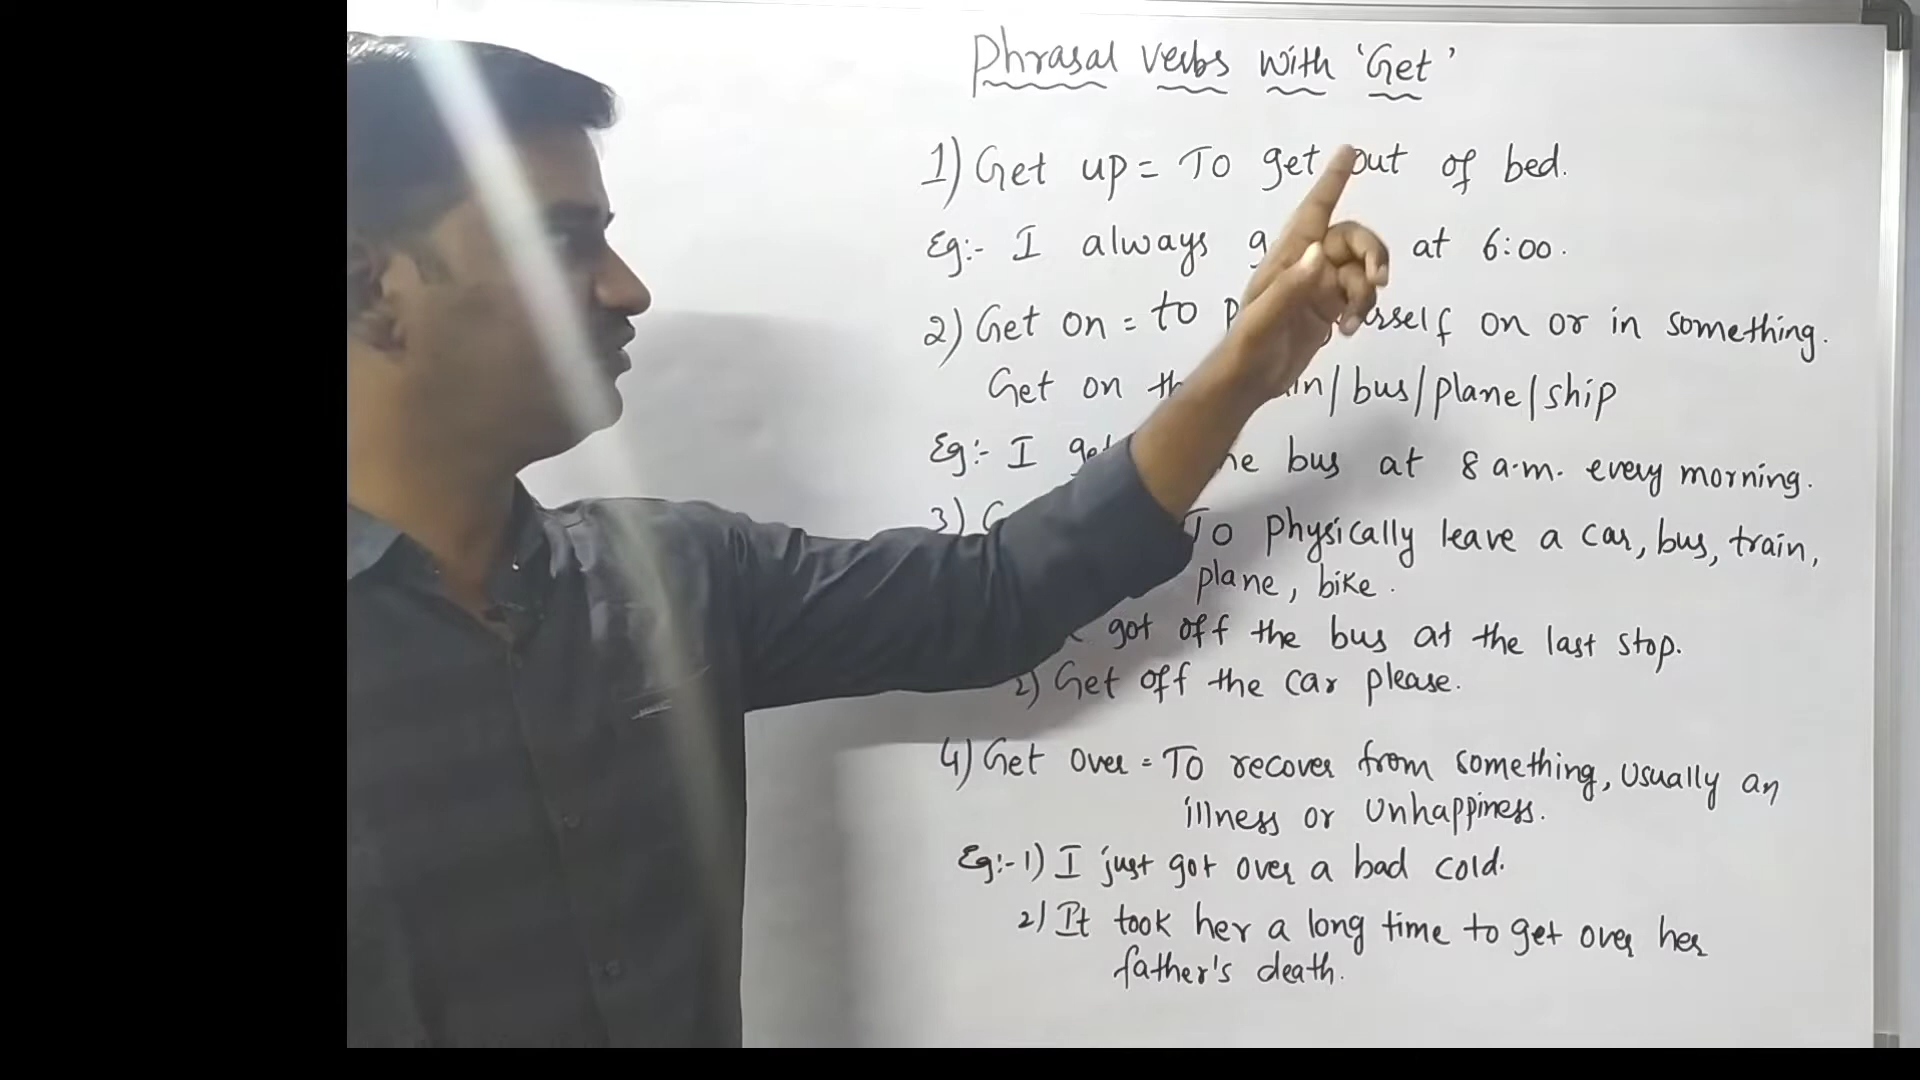 Phrasal verbs with 'Get'
1) Get up = To get out of bed.
Eg:- I always at 6:00.
2) Get on = to on or in something.
Get on /bus/plane/ship
Eg:- I bus at 8 a.m. every morning.
3) To physically leave a car, bus, train,
plane, bike.
got off the bus at the last stop.
2) Get off the car please.
4) Get over = To recover from something, usually an
illness or unhappiness.
Eg:- 1) I just got over a bad cold.
2) It took her a long time to get over her
father's death.